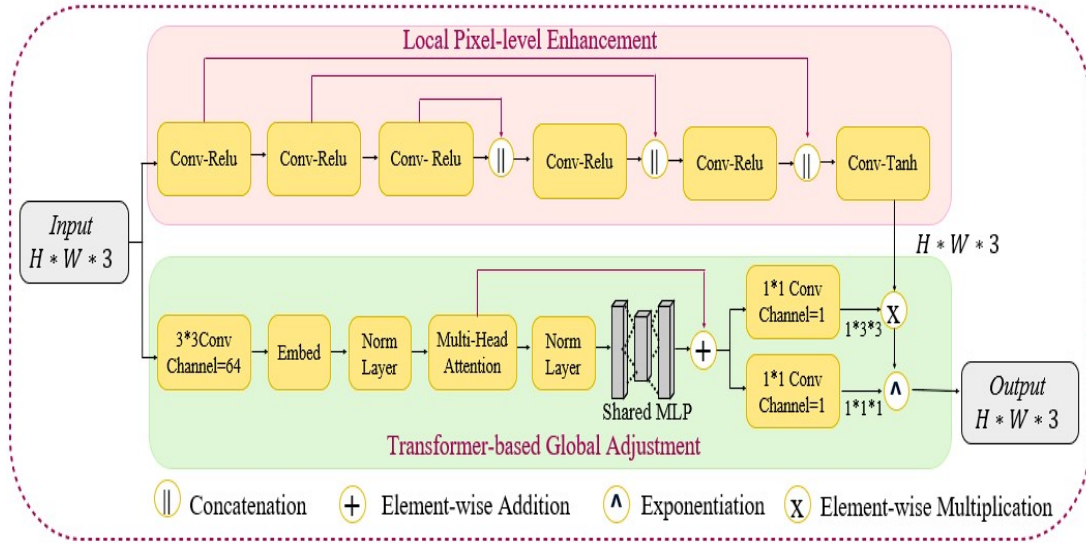 Local Pixel-level Enhancement
Conv-Relu
Conv-Relu
Conv- Relu
||
Conv-Relu
||
Conv-Relu
||
Conv-Tanh
Input
H * W * 3
H * W * 3
3*3Conv
Channel=64
Embed
Norm
Layer
Multi-Head
Attention
Norm
Layer
Shared MLP
+
1*1 Conv
Channel=1
1*3*3
X
1*1 Conv
Channel=1
1*1*1
^
Output
H * W * 3
Transformer-based Global Adjustment
|| Concatenation
+ Element-wise Addition
^ Exponentiation
X Element-wise Multiplication